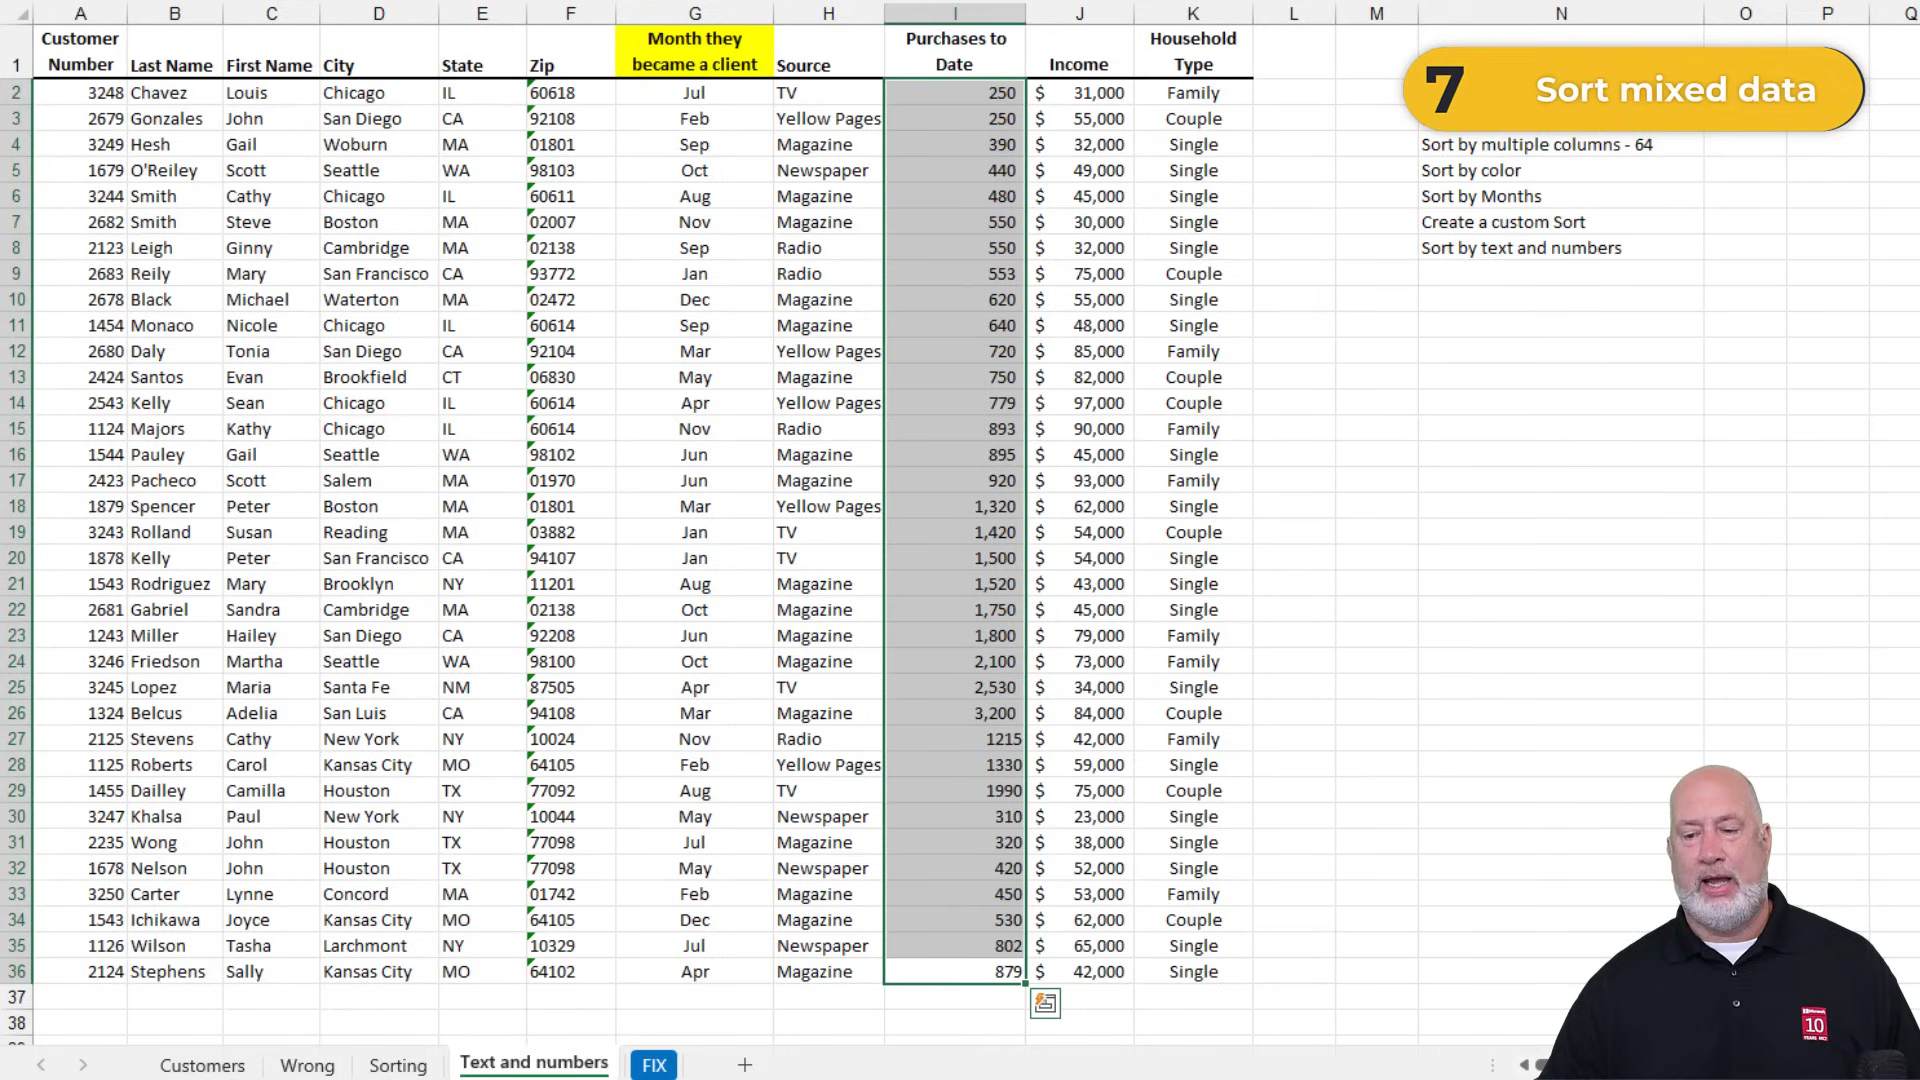 A B C D E F G H I J K L M N O P Q
1 Customer Number Last Name First Name City State Zip Month they became a client Source Purchases to Date Income Household Type
7 Sort mixed data
2 3248 Chavez Louis Chicago IL 60618 Jul TV 250 $ 31,000 Family
3 2679 Gonzales John San Diego CA 92108 Feb Yellow Pages 250 $ 55,000 Couple
4 3249 Hesh Gail Woburn MA 01801 Sep Magazine 390 $ 32,000 Single Sort by multiple columns - 64
5 1679 O'Reiley Scott Seattle WA 98103 Oct Newspaper 440 $ 49,000 Single Sort by color
6 3244 Smith Cathy Chicago IL 60611 Aug Magazine 480 $ 45,000 Single Sort by Months
7 2682 Smith Steve Boston MA 02007 Nov Magazine 550 $ 30,000 Single Create a custom Sort
8 2123 Leigh Ginny Cambridge MA 02138 Sep Radio 550 $ 32,000 Single Sort by text and numbers
9 2683 Reily Mary San Francisco CA 93772 Jan Radio 553 $ 75,000 Couple
10 2678 Black Michael Waterton MA 02472 Dec Magazine 620 $ 55,000 Single
11 1454 Monaco Nicole Chicago IL 60614 Sep Magazine 640 $ 48,000 Single
12 2680 Daly Tonia San Diego CA 92104 Mar Yellow Pages 720 $ 85,000 Family
13 2424 Santos Evan Brookfield CT 06830 May Magazine 750 $ 82,000 Couple
14 2543 Kelly Sean Chicago IL 60614 Apr Yellow Pages 779 $ 97,000 Couple
15 1124 Majors Kathy Chicago IL 60614 Nov Radio 893 $ 90,000 Family
16 1544 Pauley Gail Seattle WA 98102 Jun Magazine 895 $ 45,000 Single
17 2423 Pacheco Scott Salem MA 01970 Jun Magazine 920 $ 93,000 Family
18 1879 Spencer Peter Boston MA 01801 Mar Yellow Pages 1,320 $ 62,000 Single
19 3243 Rolland Susan Reading MA 03882 Jan TV 1,420 $ 54,000 Couple
20 1878 Kelly Peter San Francisco CA 94107 Jan TV 1,500 $ 54,000 Single
21 1543 Rodriguez Mary Brooklyn NY 11201 Aug Magazine 1,520 $ 43,000 Single
22 2681 Gabriel Sandra Cambridge MA 02138 Oct Magazine 1,750 $ 45,000 Single
23 1243 Miller Hailey San Diego CA 92208 Jun Magazine 1,800 $ 79,000 Family
24 3246 Friedson Martha Seattle WA 98100 Oct Magazine 2,100 $ 73,000 Family
25 3245 Lopez Maria Santa Fe NM 87505 Apr TV 2,530 $ 34,000 Single
26 1324 Belcus Adelia San Luis CA 94108 Mar Magazine 3,200 $ 84,000 Couple
27 2125 Stevens Cathy New York NY 10024 Nov Radio 1215 $ 42,000 Family
28 1125 Roberts Carol Kansas City MO 64105 Feb Yellow Pages 1330 $ 59,000 Single
29 1455 Dailley Camilla Houston TX 77092 Aug TV 1990 $ 75,000 Couple
30 3247 Khalsa Paul New York NY 10044 May Newspaper 310 $ 23,000 Single
31 2235 Wong John Houston TX 77098 Jul Magazine 320 $ 38,000 Single
32 1678 Nelson John Houston TX 77098 May Newspaper 420 $ 52,000 Single
33 3250 Carter Lynne Concord MA 01742 Feb Magazine 450 $ 53,000 Family
34 1543 Ichikawa Joyce Kansas City MO 64105 Dec Magazine 530 $ 62,000 Couple
35 1126 Wilson Tasha Larchmont NY 10329 Jul Newspaper 802 $ 65,000 Single
36 2124 Stephens Sally Kansas City MO 64102 Apr Magazine 879 $ 42,000 Single
37
38
10
Customers Wrong Sorting Text and numbers FIX